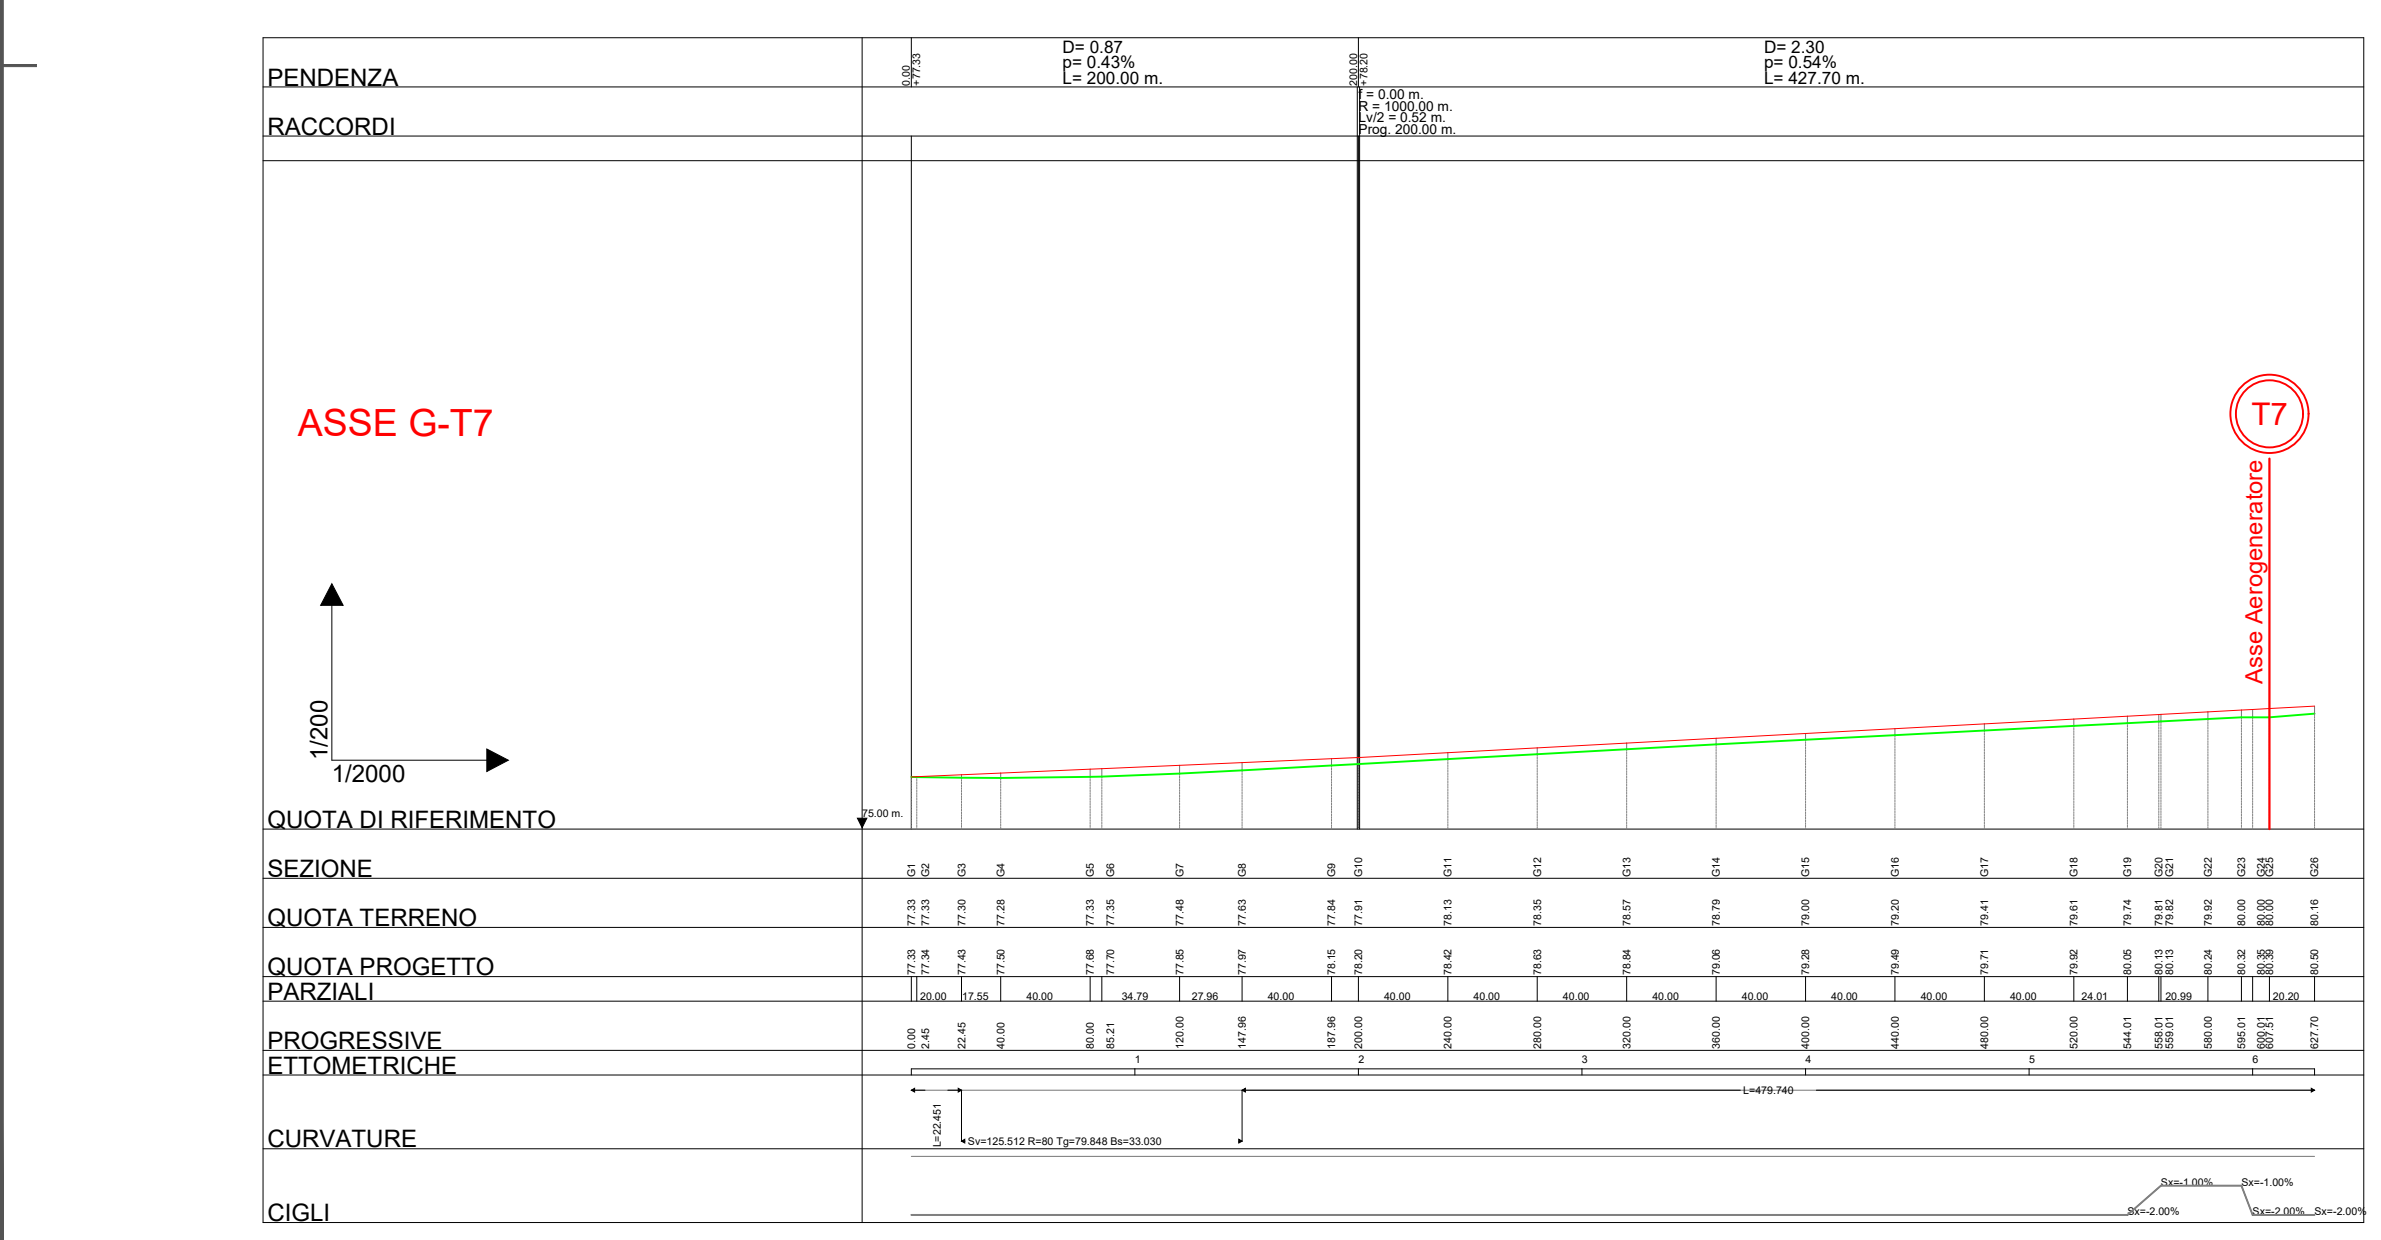 PENDENZA
0.00
+77.33
D= 0.87
p= 0.43%
L= 200.00 m.
200.00
+78.20
D= 2.30
p= 0.54%
L= 427.70 m.
RACCORDI
f = 0.00 m.
R = 1000.00 m.
Lv/2 = 0.52 m.
Prog. 200.00 m.
ASSE G-T7
T7
Asse Aerogeneratore
1/200
1/2000
QUOTA DI RIFERIMENTO
75.00 m.
SEZIONE
G1 G2 G3 G4 G5 G6 G7 G8 G9 G10 G11 G12 G13 G14 G15 G16 G17 G18 G19 G20 G21 G22 G23 G24 G25 G26
QUOTA TERRENO
77.33 77.33 77.30 77.28 77.33 77.35 77.48 77.63 77.84 77.91 78.13 78.35 78.57 78.79 79.00 79.20 79.41 79.61 79.74 79.81 79.82 79.92 80.00 80.00 80.00 80.16
QUOTA PROGETTO
77.33 77.34 77.43 77.50 77.68 77.70 77.85 77.97 78.15 78.20 78.42 78.63 78.84 79.06 79.28 79.49 79.71 79.92 80.05 80.13 80.13 80.24 80.32 80.35 80.39 80.50
PARZIALI
20.00 17.55 40.00 34.79 27.96 40.00 40.00 40.00 40.00 40.00 40.00 40.00 40.00 40.00 24.01 20.99 20.20
PROGRESSIVE
0.00 2.45 22.45 40.00 80.00 85.21 120.00 147.96 187.96 200.00 240.00 280.00 320.00 360.00 400.00 440.00 480.00 520.00 544.01 558.01 559.01 580.00 595.01 600.01 607.51 627.70
ETTOMETRICHE
1 2 3 4 5 6
CURVATURE
L=22.451
Sv=125.512 R=80 Tg=79.848 Bs=33.030
L=479.740
CIGLI
Sx=-2.00%
Sx=-1.00%
Sx=-1.00%
Sx=-2.00%
Sx=-2.00%